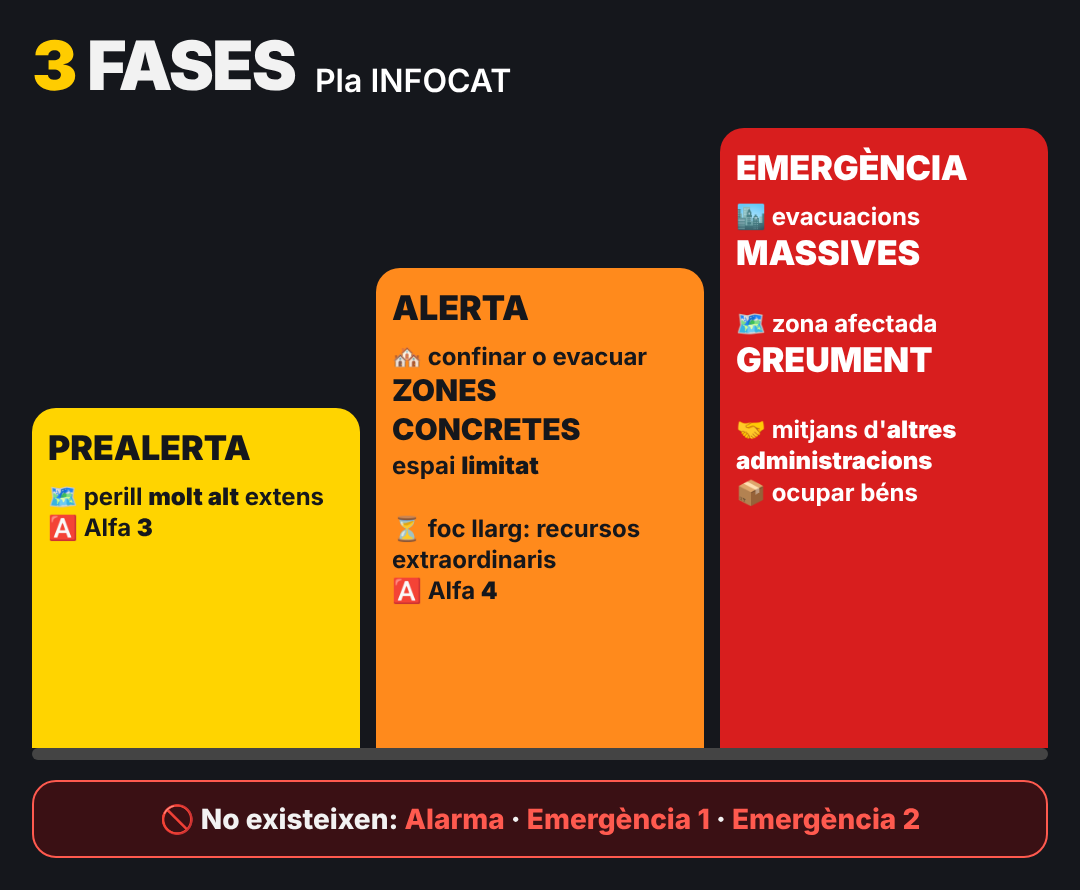 3 FASES Pla INFOCAT
PREALERTA
🗺️ perill molt alt extens
🅰️ Alfa 3
ALERTA
🏘️ confinar o evacuar
ZONES
CONCRETES
espai limitat
⏳ foc llarg: recursos
extraordinaris
🅰️ Alfa 4
EMERGÈNCIA
🏙️ evacuacions
MASSIVES
🗺️ zona afectada
GREUMENT
🤝 mitjans d'altres
administracions
📦 ocupar béns
🚫 No existeixen: Alarma · Emergència 1 · Emergència 2